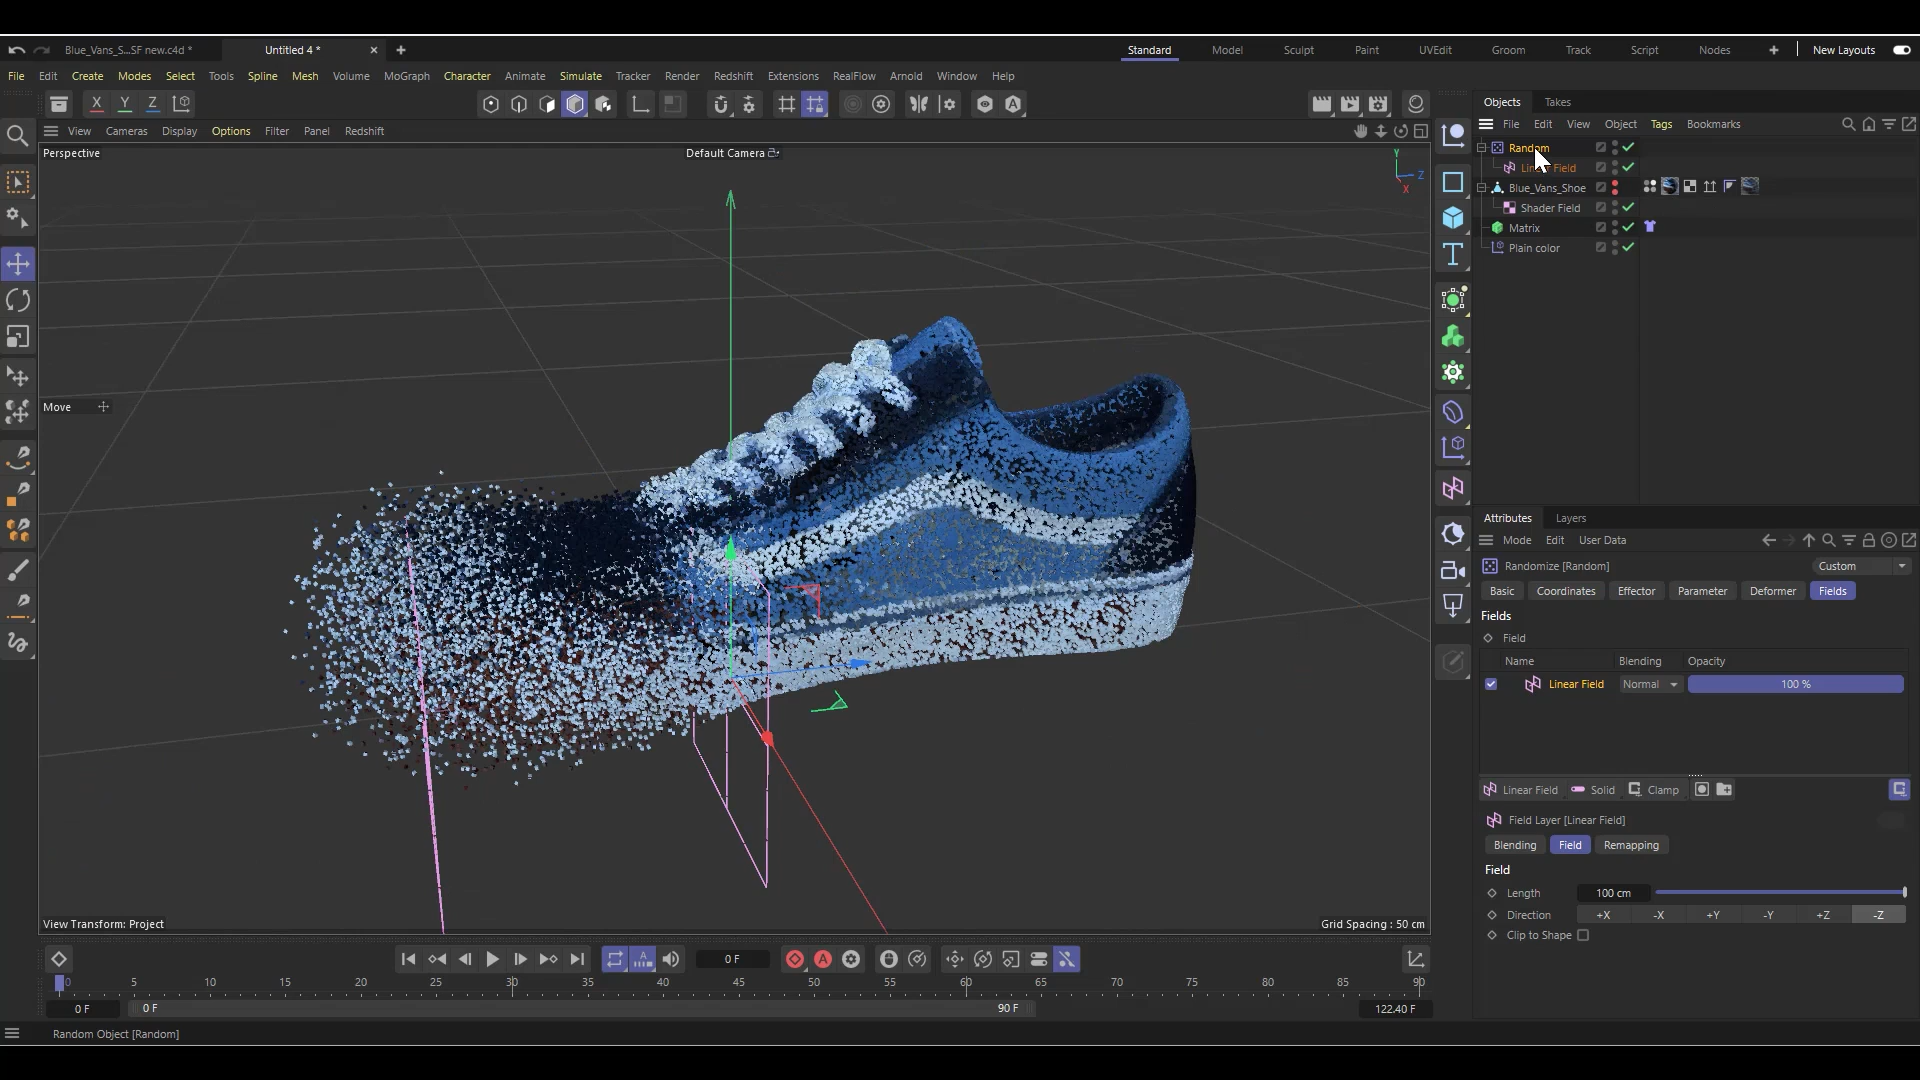 Blue_Vans_S...SF new.c4d *
Untitled 4 *
Standard
Model
Sculpt
Paint
UVEdit
Groom
Track
Script
Nodes
New Layouts
File Edit Create Modes Select Tools Spline Mesh Volume MoGraph Character Animate Simulate Tracker Render Redshift Extensions RealFlow Arnold Window Help
X Y Z
Objects
Takes
View Cameras Display Options Filter Panel Redshift
File Edit View Object Tags Bookmarks
Perspective
Default Camera
Y
Z
X
Random
Field
Blue_Vans_Shoe
Shader Field
Matrix
Plain color
Move
Attributes
Layers
Mode Edit User Data
Randomize [Random]
Custom
Basic
Coordinates
Effector
Parameter
Deformer
Fields
Fields
Field
Name
Blending
Opacity
Linear Field
Normal
100 %
Linear Field
Solid
Clamp
Field Layer [Linear Field]
Blending
Field
Remapping
Field
Length
100 cm
Direction
+X
-X
+Y
-Y
+Z
-Z
Clip to Shape
View Transform: Project
Grid Spacing : 50 cm
0 F
0 5 10 15 20 25 30 35 40 45 50 55 60 65 70 75 80 85 90
0 F
0 F
90 F
122.40 F
Random Object [Random]